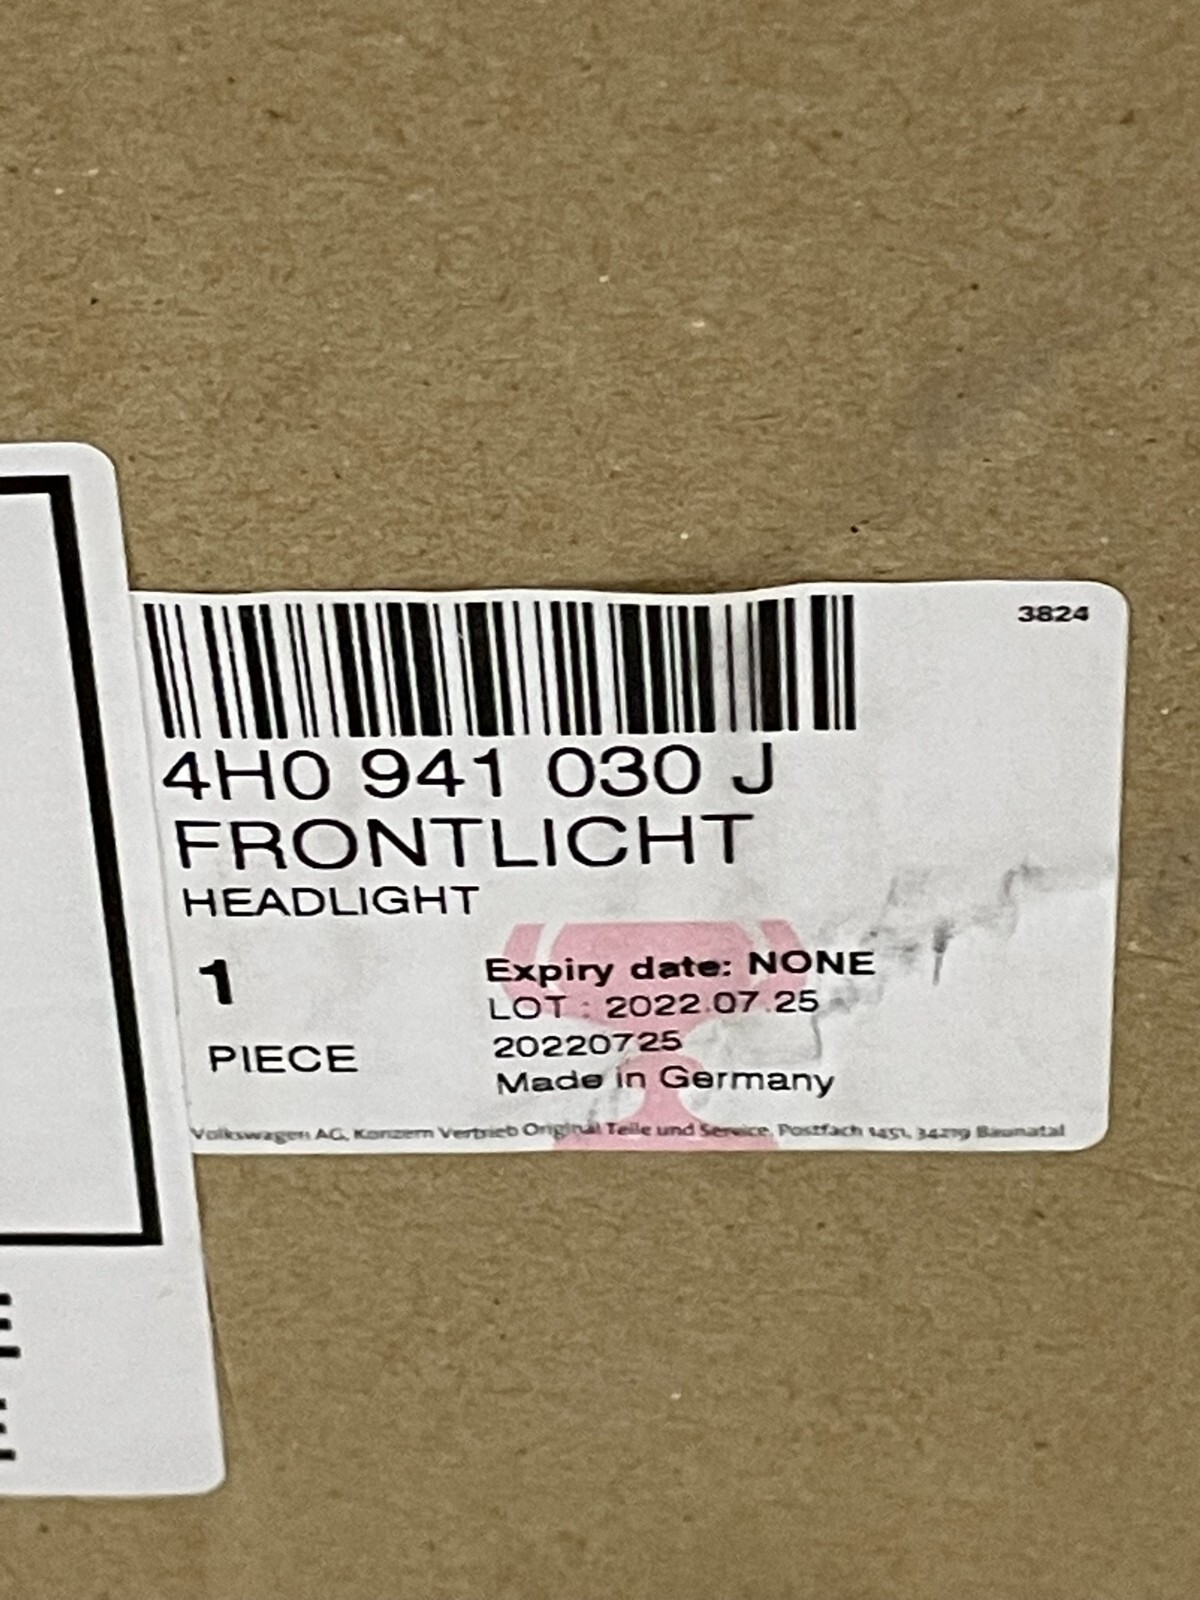 3824
4H0 941 030 J
FRONTLICHT
HEADLIGHT
1
PIECE
Expiry date: NONE
LOT : 2022.07.25
20220725
Made in Germany
Volkswagen AG, Konzern Vertrieb Original Teile und Service, Postfach 1451, 34219 Baunatal